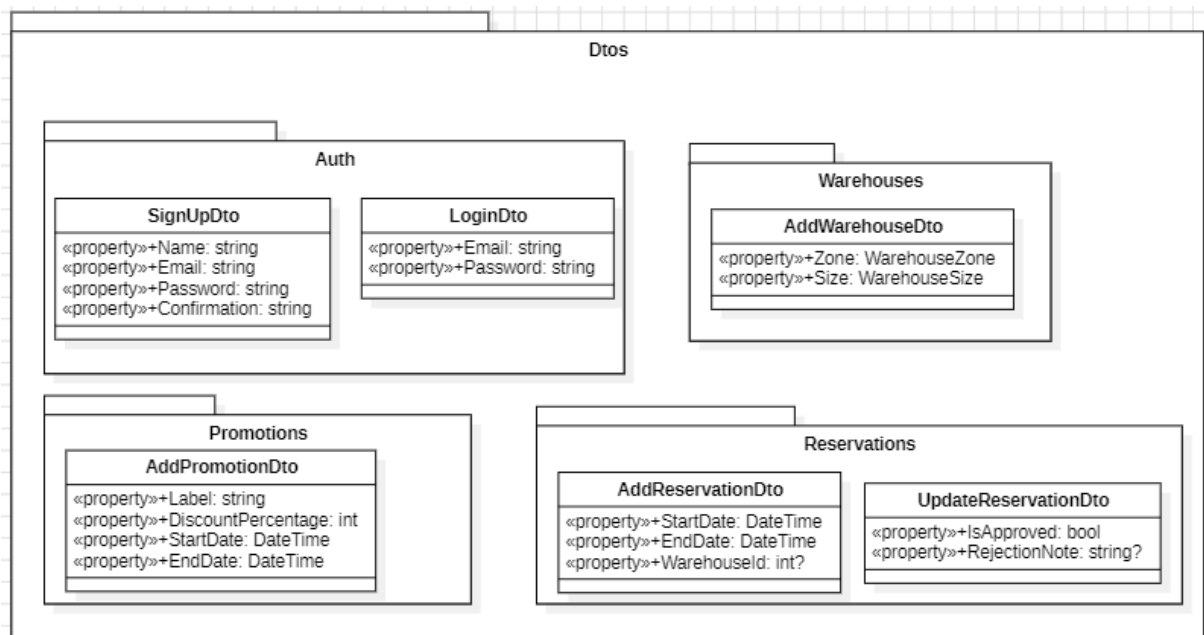 Dtos
Auth
SignUpDto
«property»+Name: string
«property»+Email: string
«property»+Password: string
«property»+Confirmation: string
LoginDto
«property»+Email: string
«property»+Password: string
Warehouses
AddWarehouseDto
«property»+Zone: WarehouseZone
«property»+Size: WarehouseSize
Promotions
AddPromotionDto
«property»+Label: string
«property»+DiscountPercentage: int
«property»+StartDate: DateTime
«property»+EndDate: DateTime
Reservations
AddReservationDto
«property»+StartDate: DateTime
«property»+EndDate: DateTime
«property»+WarehouseId: int?
UpdateReservationDto
«property»+IsApproved: bool
«property»+RejectionNote: string?